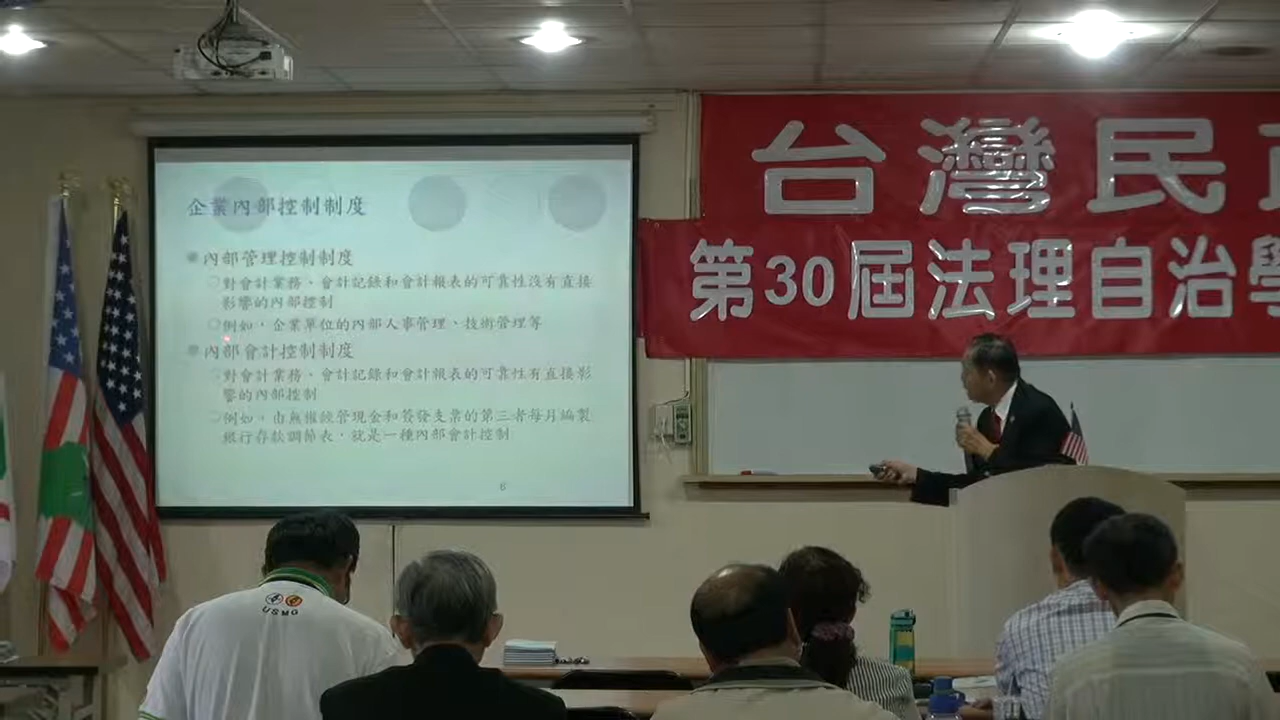 企業內部控制制度
內部管理控制制度
對會計業務、會計記錄和會計報表的可靠性沒有直接
影響的內部控制
例如，企業單位的內部人事管理、技術管理等
內部會計控制制度
對會計業務、會計記錄和會計報表的可靠性有直接影
響的內部控制
例如，由無權經管現金和簽發支票的第三者每月編製
銀行存款調節表，就是一種內部會計控制
6
台灣民
第30屆法理自治學
USMG